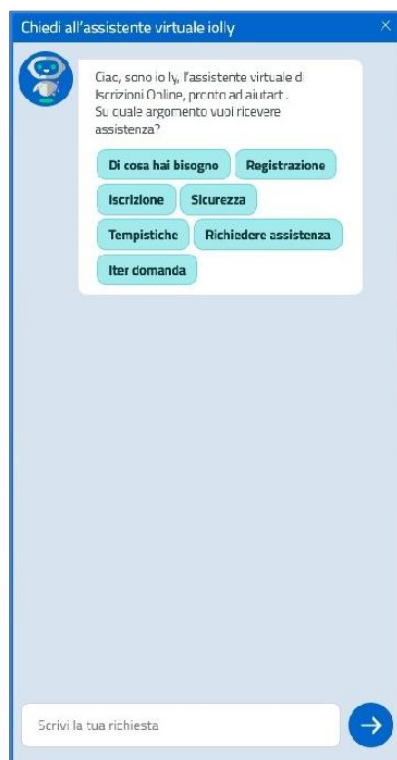 Chiedi all'assistente virtuale iolly
Ciao, sono iolly, l'assistente virtuale di
Iscrizioni Online, pronto ad aiutarti.
Su quale argomento vuoi ricevere
assistenza?
Di cosa hai bisogno Registrazione
Iscrizione Sicurezza
Tempistiche Richiedere assistenza
Iter domanda
Scrivi la tua richiesta